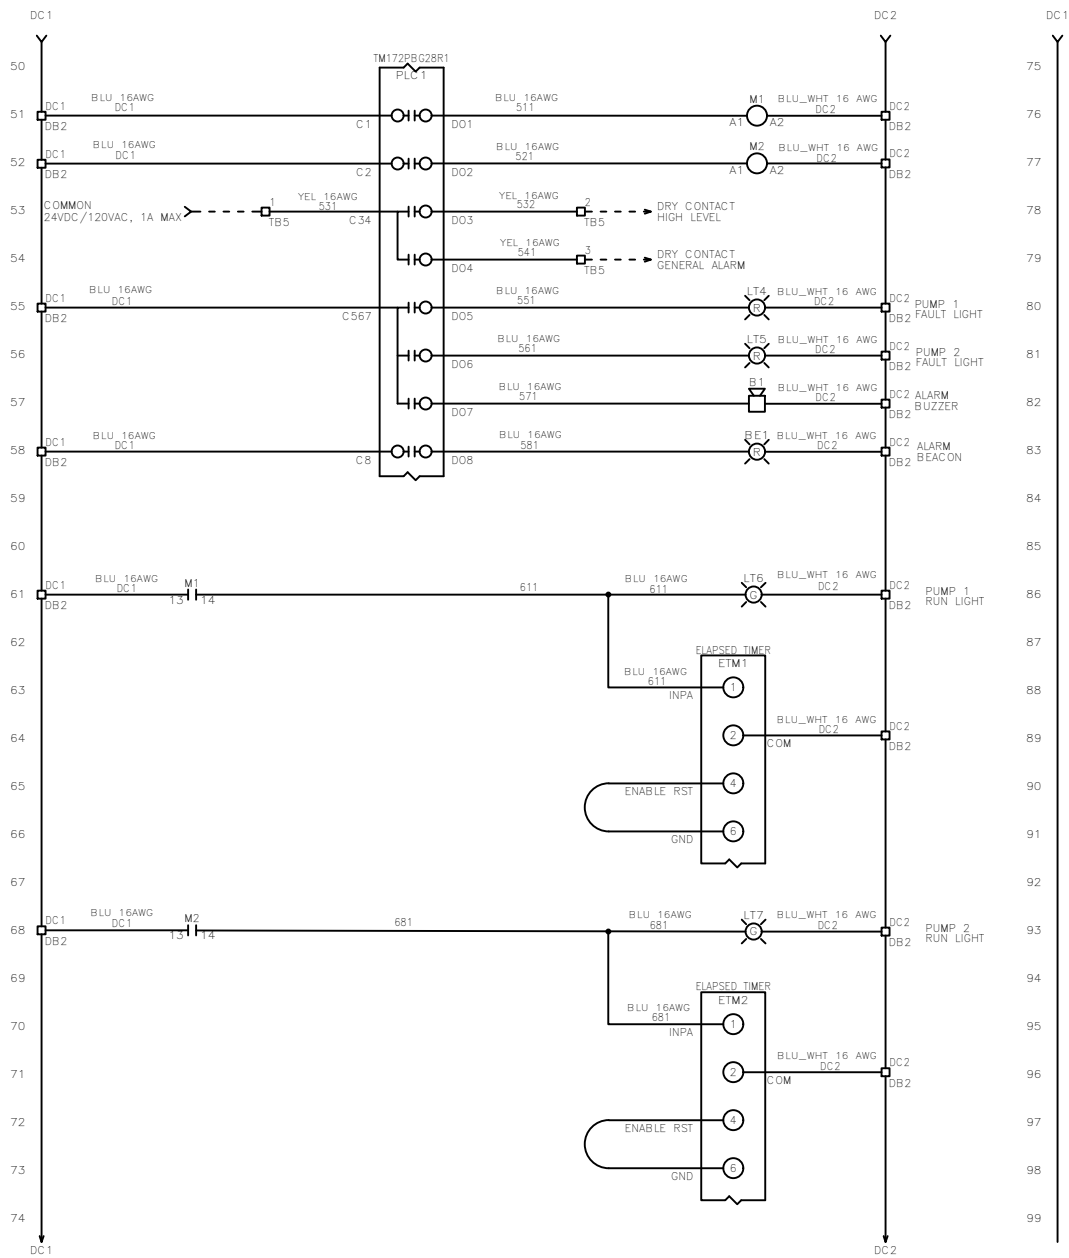 DC1
DC2
DC1
50
TM172PBG28R1
PLC1
75
51
DC1
DB2
BLU 16AWG
DC1
C1
DO1
BLU 16AWG
511
M1
A1
A2
BLU_WHT 16 AWG
DC2
DC2
DB2
76
52
DC1
DB2
BLU 16AWG
DC1
C2
DO2
BLU 16AWG
521
M2
A1
A2
BLU_WHT 16 AWG
DC2
DC2
DB2
77
53
COMMON
24VDC/120VAC, 1A MAX
1
TB5
YEL 16AWG
531
C34
DO3
YEL 16AWG
532
2
TB5
DRY CONTACT
HIGH LEVEL
78
54
DO4
YEL 16AWG
541
3
TB5
DRY CONTACT
GENERAL ALARM
79
55
DC1
DB2
BLU 16AWG
DC1
C567
DO5
BLU 16AWG
551
LT4
R
BLU_WHT 16 AWG
DC2
DC2
DB2
PUMP 1
FAULT LIGHT
80
56
DO6
BLU 16AWG
561
LT5
R
BLU_WHT 16 AWG
DC2
DC2
DB2
PUMP 2
FAULT LIGHT
81
57
DO7
BLU 16AWG
571
B1
BLU_WHT 16 AWG
DC2
DC2
DB2
ALARM
BUZZER
82
58
DC1
DB2
BLU 16AWG
DC1
C8
DO8
BLU 16AWG
581
BE1
R
BLU_WHT 16 AWG
DC2
DC2
DB2
ALARM
BEACON
83
59
84
60
85
61
DC1
DB2
BLU 16AWG
DC1
M1
13
14
611
BLU 16AWG
611
LT6
G
BLU_WHT 16 AWG
DC2
DC2
DB2
PUMP 1
RUN LIGHT
86
62
87
ELAPSED TIMER
ETM1
63
BLU 16AWG
611
INPA
1
88
64
2
COM
BLU_WHT 16 AWG
DC2
DC2
DB2
89
65
ENABLE RST
4
90
66
GND
6
91
67
92
68
DC1
DB2
BLU 16AWG
DC1
M2
13
14
681
BLU 16AWG
681
LT7
G
BLU_WHT 16 AWG
DC2
DC2
DB2
PUMP 2
RUN LIGHT
93
69
94
ELAPSED TIMER
ETM2
70
BLU 16AWG
681
INPA
1
95
71
2
COM
BLU_WHT 16 AWG
DC2
DC2
DB2
96
72
ENABLE RST
4
97
73
GND
6
98
74
99
DC1
DC2